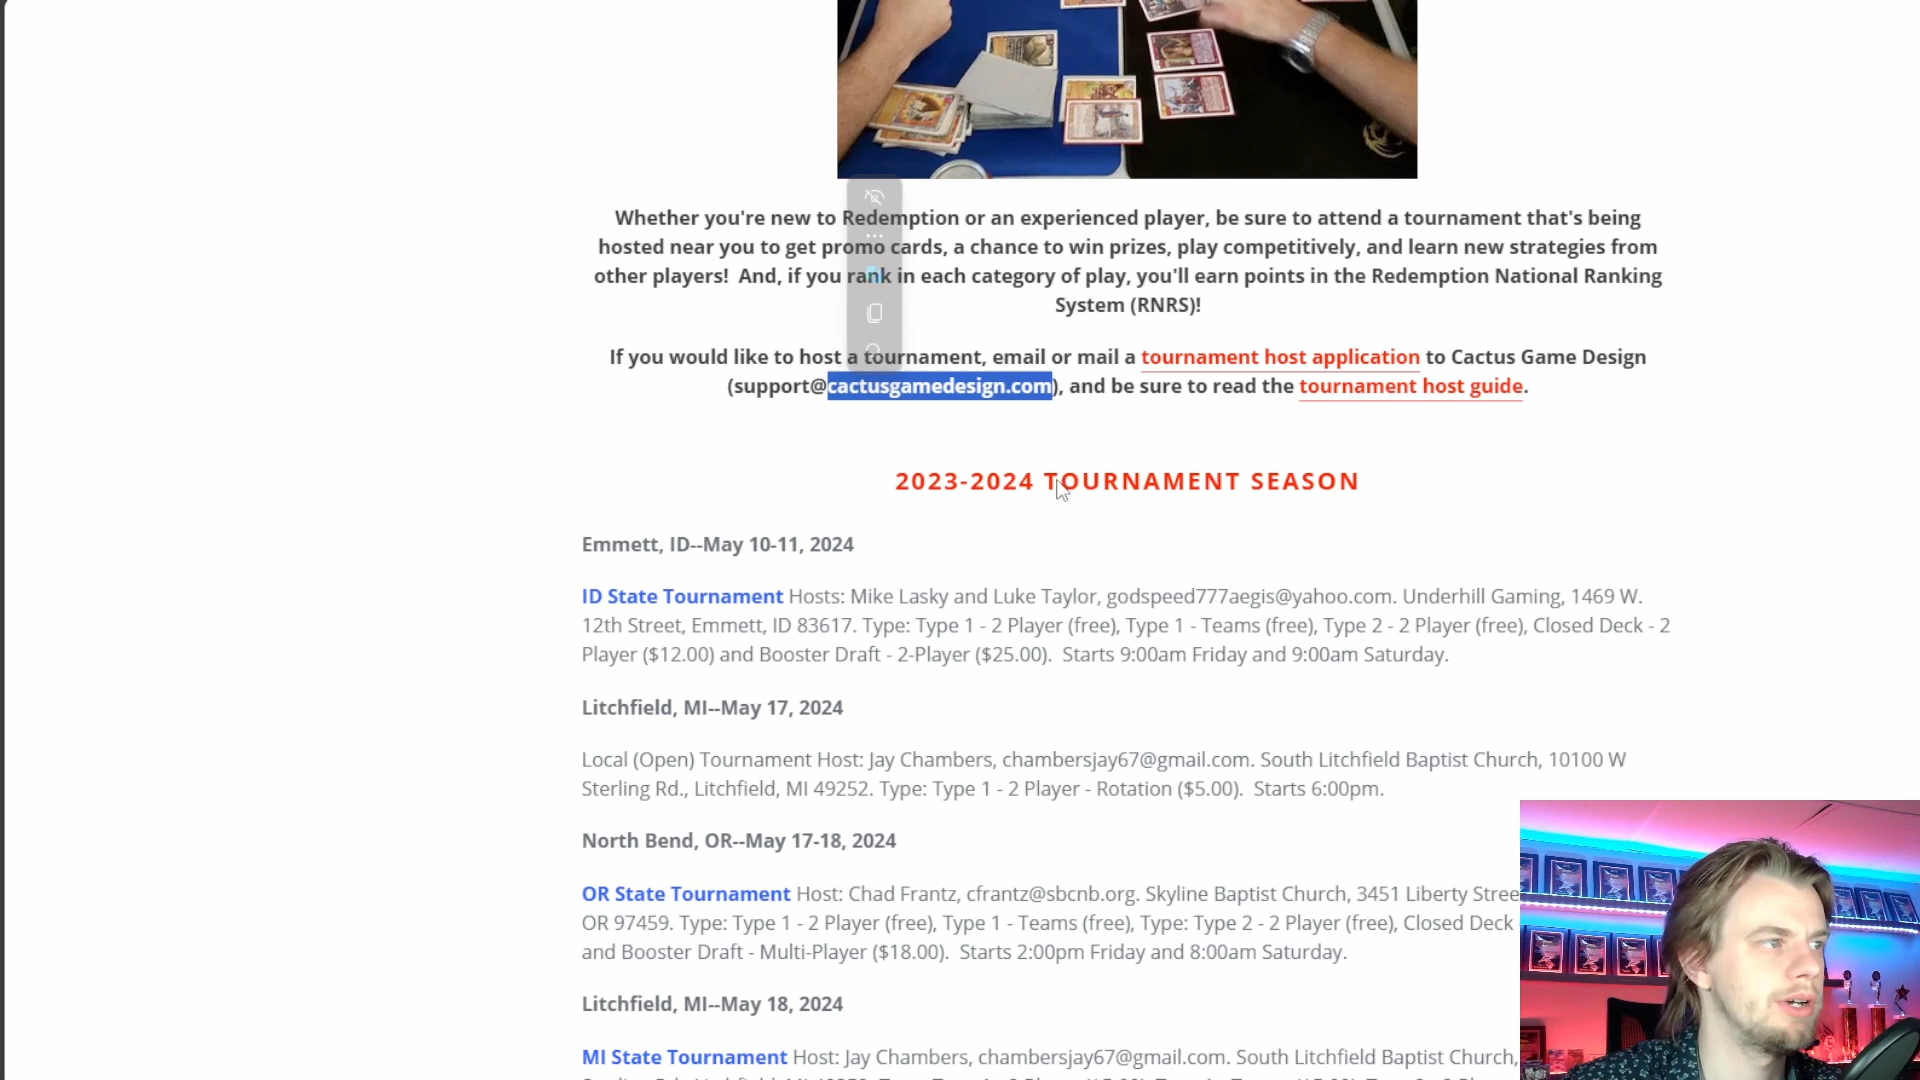 Whether you're new to Redemption or an experienced player, be sure to attend a tournament that's being
hosted near you to get promo cards, a chance to win prizes, play competitively, and learn new strategies from
other players! And, if you rank in each category of play, you'll earn points in the Redemption National Ranking
System (RNRS)!
If you would like to host a tournament, email or mail a tournament host application to Cactus Game Design
(support@cactusgamedesign.com), and be sure to read the tournament host guide.
2023-2024 TOURNAMENT SEASON
Emmett, ID--May 10-11, 2024
ID State Tournament Hosts: Mike Lasky and Luke Taylor, godspeed777aegis@yahoo.com. Underhill Gaming, 1469 W.
12th Street, Emmett, ID 83617. Type: Type 1 - 2 Player (free), Type 1 - Teams (free), Type 2 - 2 Player (free), Closed Deck - 2
Player ($12.00) and Booster Draft - 2-Player ($25.00). Starts 9:00am Friday and 9:00am Saturday.
Litchfield, MI--May 17, 2024
Local (Open) Tournament Host: Jay Chambers, chambersjay67@gmail.com. South Litchfield Baptist Church, 10100 W
Sterling Rd., Litchfield, MI 49252. Type: Type 1 - 2 Player - Rotation ($5.00). Starts 6:00pm.
North Bend, OR--May 17-18, 2024
OR State Tournament Host: Chad Frantz, cfrantz@sbcnb.org. Skyline Baptist Church, 3451 Liberty Stree
OR 97459. Type: Type 1 - 2 Player (free), Type 1 - Teams (free), Type: Type 2 - 2 Player (free), Closed Deck
and Booster Draft - Multi-Player ($18.00). Starts 2:00pm Friday and 8:00am Saturday.
Litchfield, MI--May 18, 2024
MI State Tournament Host: Jay Chambers, chambersjay67@gmail.com. South Litchfield Baptist Church,